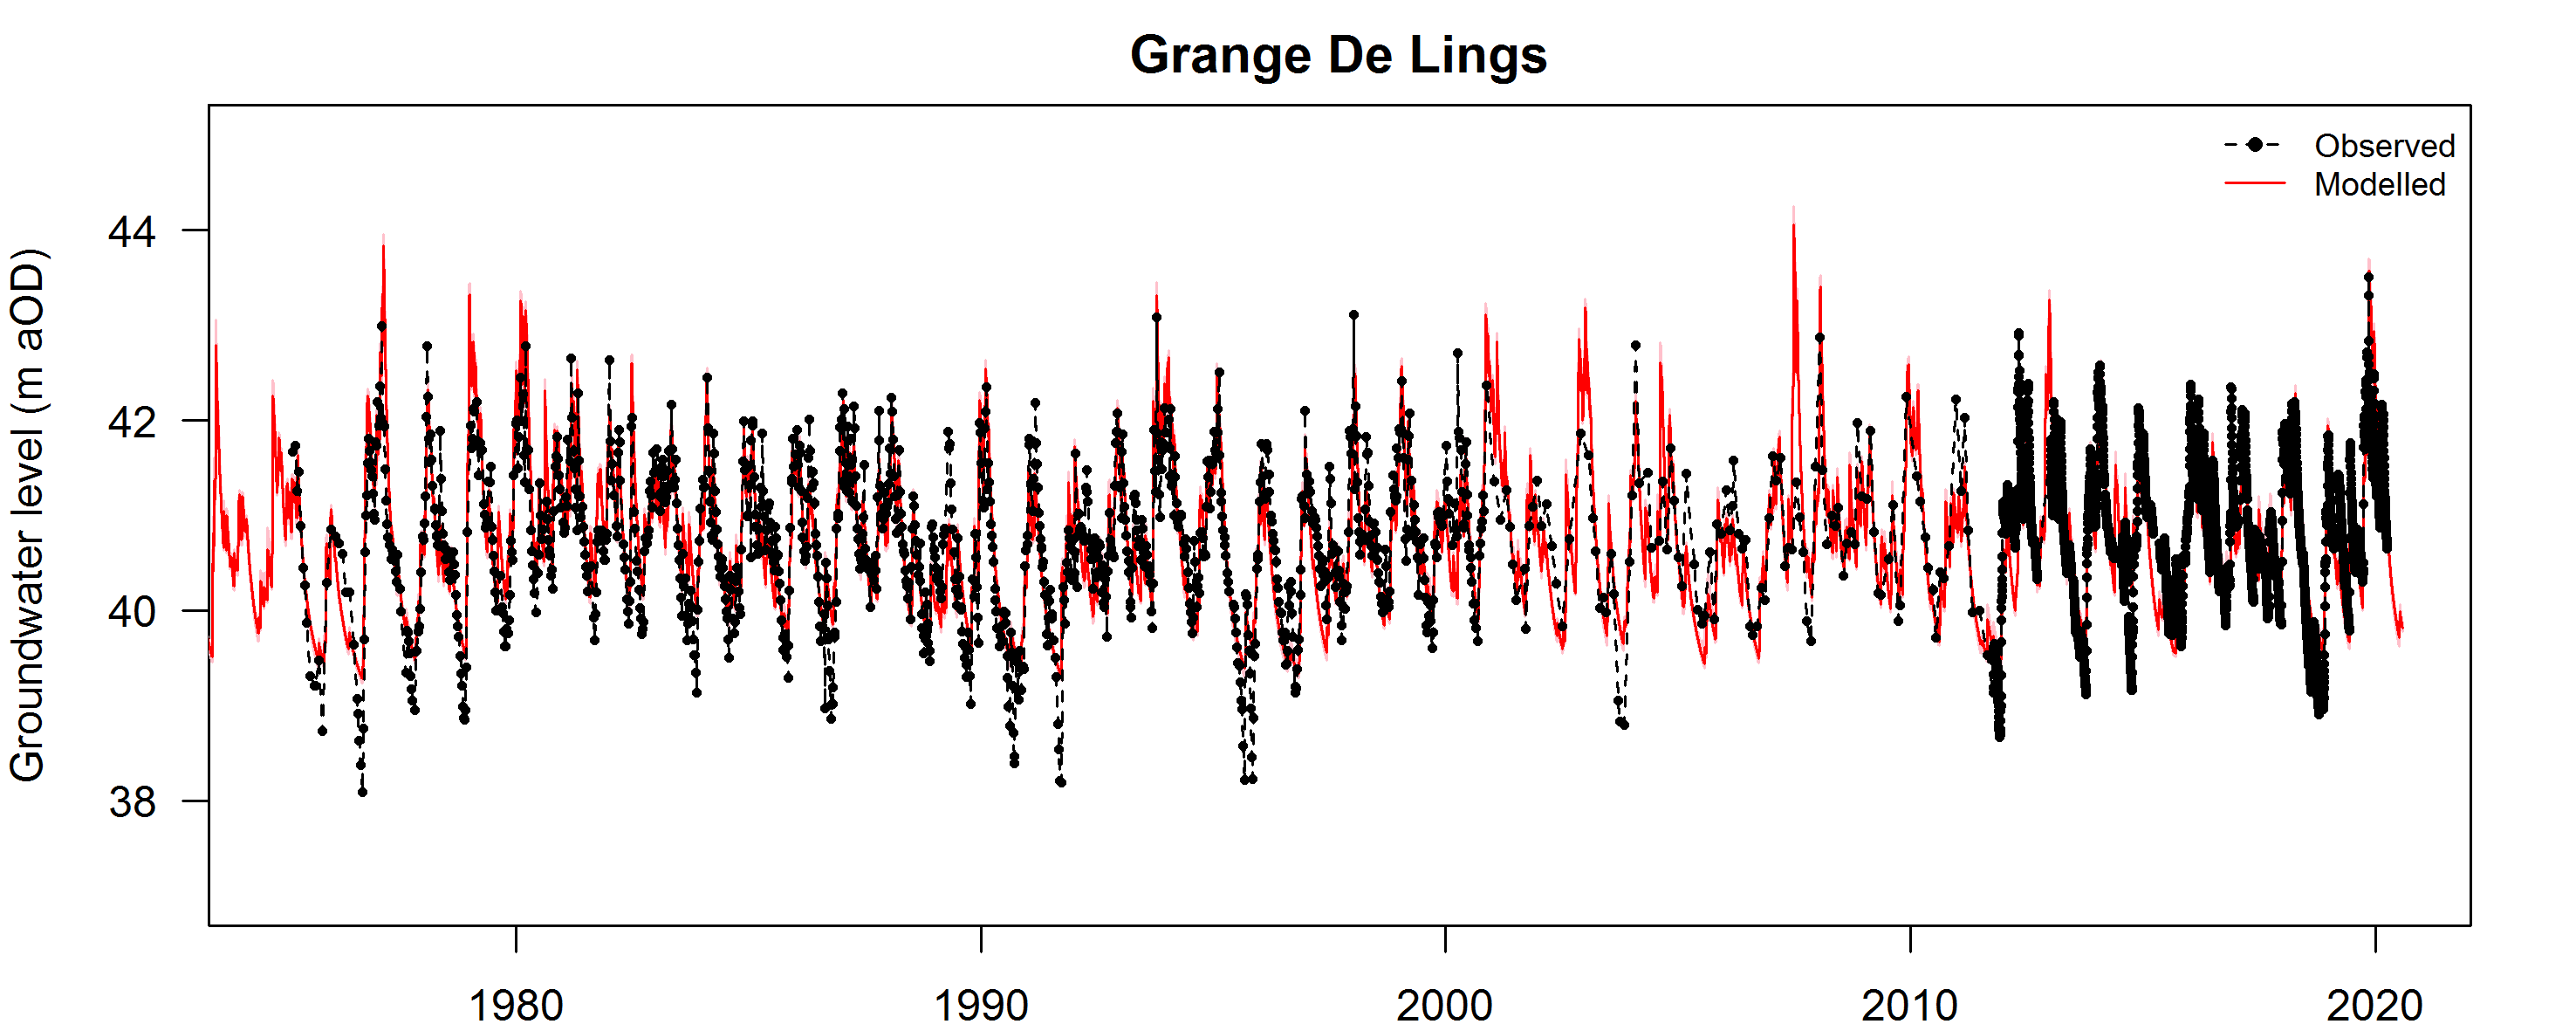 Grange De Lings
Observed
Modelled
Groundwater level (m aOD)
44
42
40
38
1980
1990
2000
2010
2020